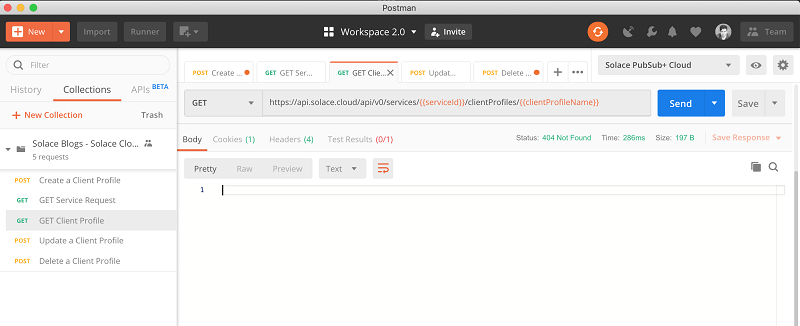 Postman
New
Import
Runner
Workspace 2.0
Invite
Team
Filter
History
Collections
APIs BETA
+ New Collection
Trash
Solace Blogs - Solace Clo...
5 requests
POST Create a Client Profile
GET GET Service Request
GET GET Client Profile
POST Update a Client Profile
POST Delete a Client Profile
POST Create ...
GET GET Ser...
GET GET Clie...
POST Updat...
POST Delete ...
Solace PubSub+ Cloud
GET
https://api.solace.cloud/api/v0/services/{{serviceId}}/clientProfiles/{{clientProfileName}}
Send
Save
Body
Cookies (1)
Headers (4)
Test Results (0/1)
Status: 404 Not Found
Time: 286ms
Size: 197 B
Save Response
Pretty
Raw
Preview
Text
1